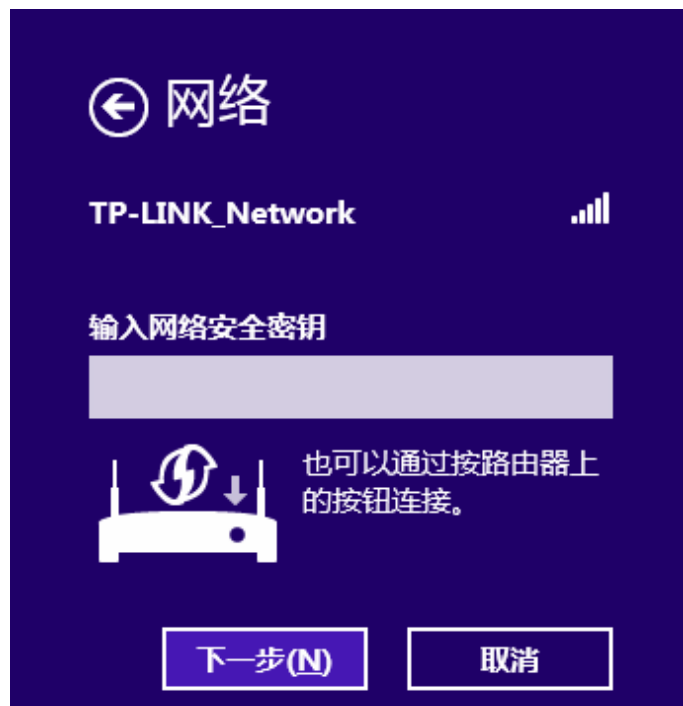 网络
TP-LINK_Network
输入网络安全密钥
也可以通过按路由器上
的按钮连接。
下一步(N)
取消